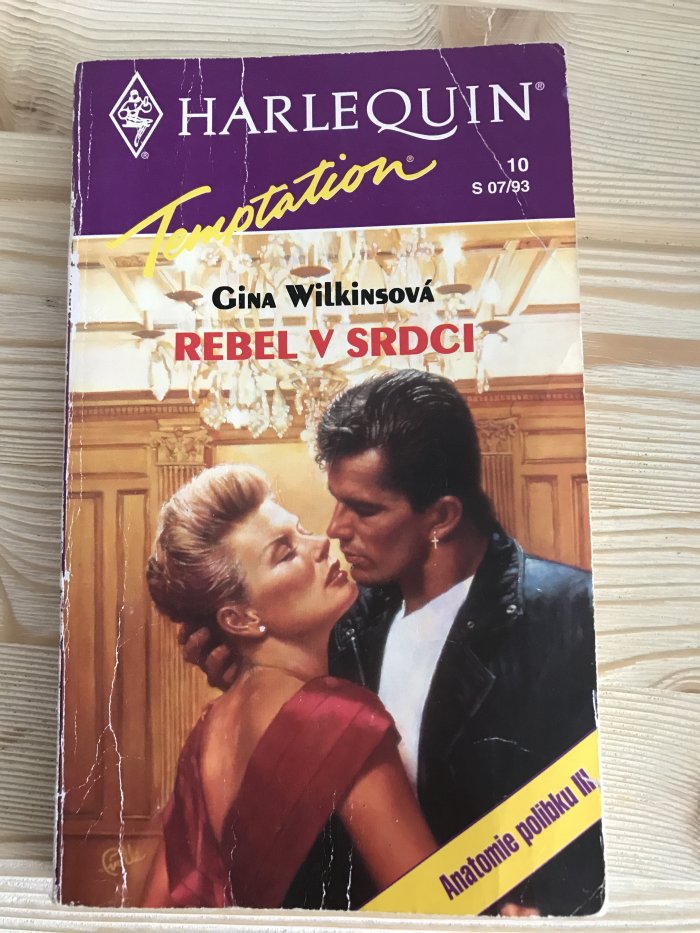 HARLEQUIN®
Temptation®
10
S 07/93
Gina Wilkinsová
REBEL V SRDCI
Anatomie polibku III